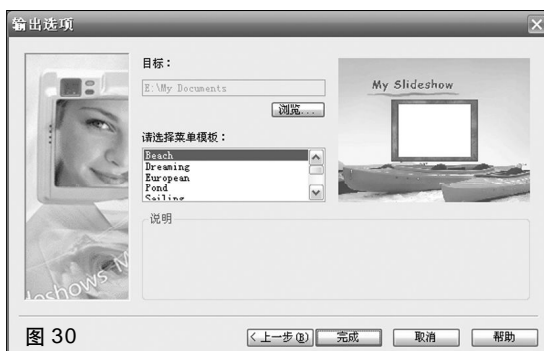 输出选项
目标：
E:\My Documents
浏览...
请选择菜单模板：
Beach
Dreaming
European
Pond
Sailing
说明
My Slideshow
<上一步(B)
完成
取消
帮助
图 30